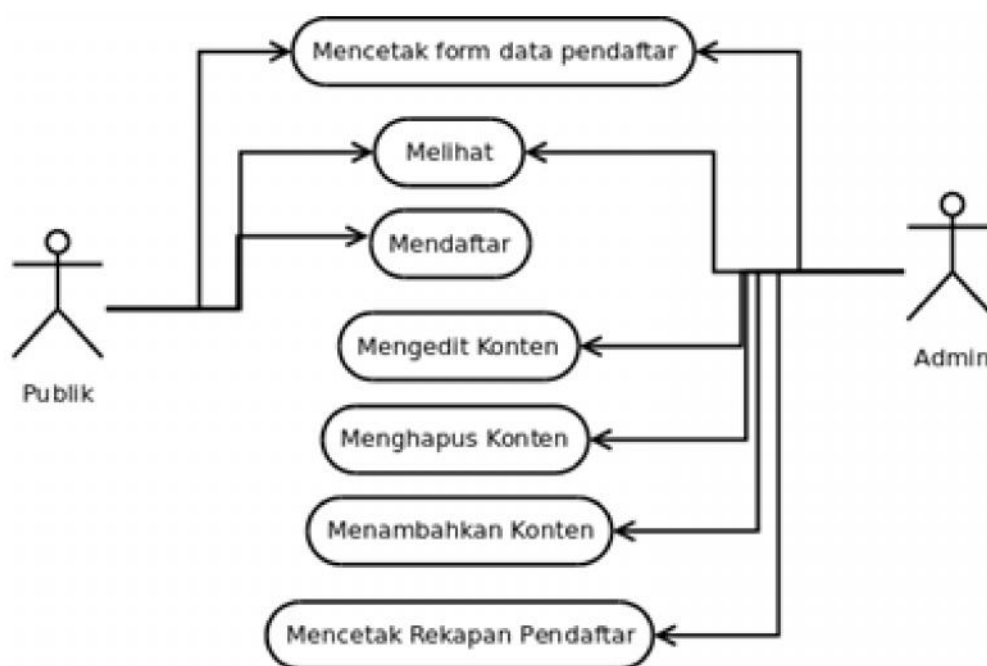 Mencetak form data pendaftar
Melihat
Mendaftar
Publik
Mengedit Konten
Admin
Menghapus Konten
Menambahkan Konten
Mencetak Rekapan Pendaftar